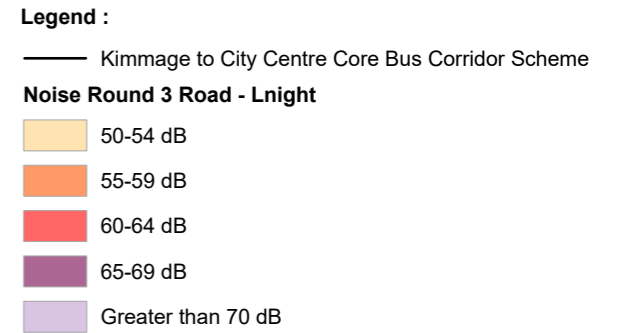 Legend :
Kimmage to City Centre Core Bus Corridor Scheme
Noise Round 3 Road - Lnight
50-54 dB
55-59 dB
60-64 dB
65-69 dB
Greater than 70 dB